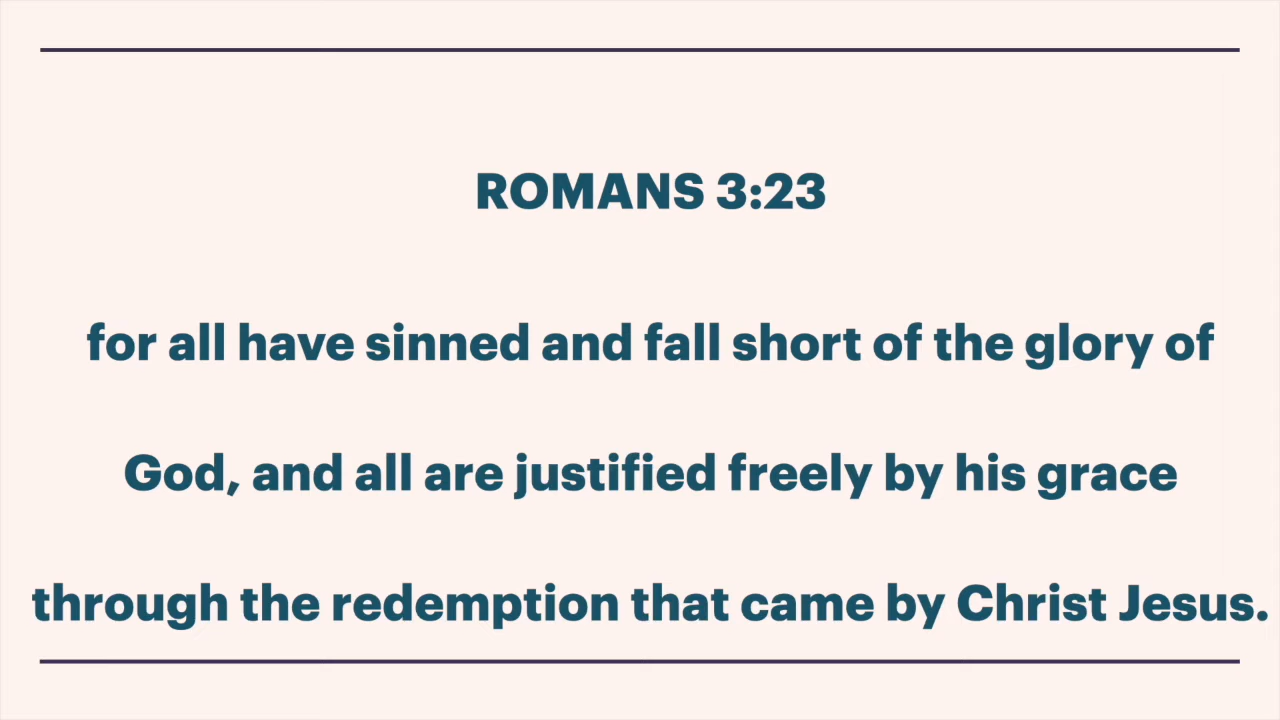 ROMANS 3:23
for all have sinned and fall short of the glory of
God, and all are justified freely by his grace
through the redemption that came by Christ Jesus.